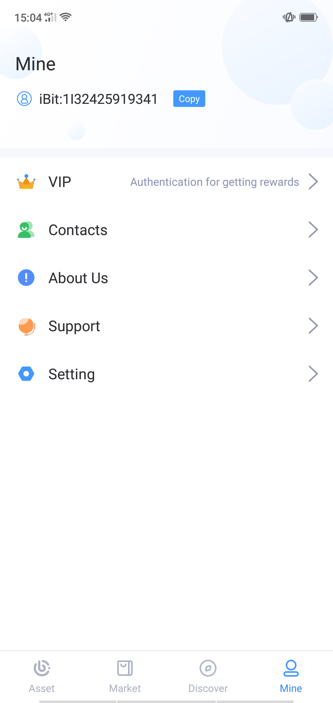 15:04 4G+
Mine
iBit:1I32425919341 Copy
VIP Authentication for getting rewards
Contacts
About Us
Support
Setting
Asset Market Discover Mine